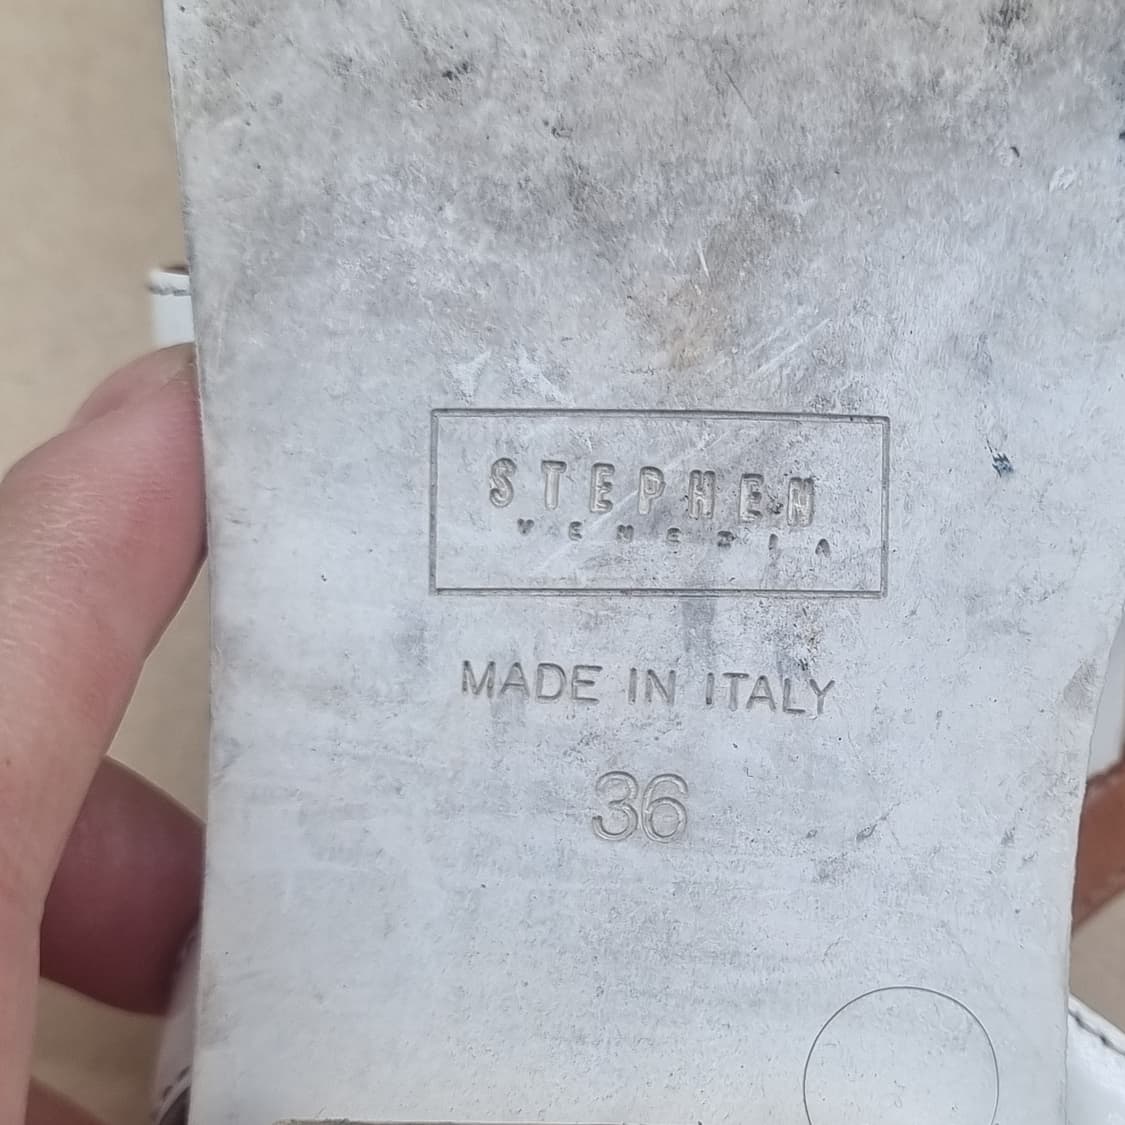 STEPHEN
VENEZIA
MADE IN ITALY
36